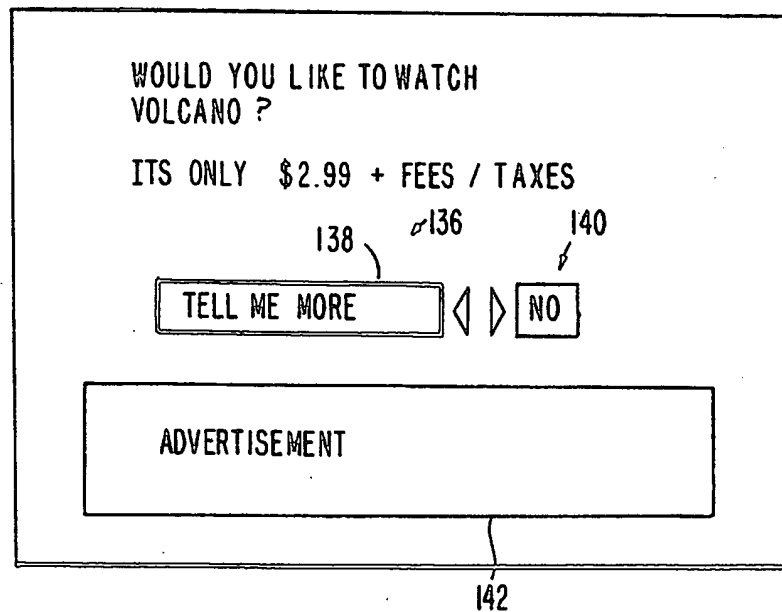 WOULD YOU LIKE TO WATCH
VOLCANO ?
ITS ONLY $2.99 + FEES / TAXES
136
138
140
TELL ME MORE
NO
ADVERTISEMENT
142